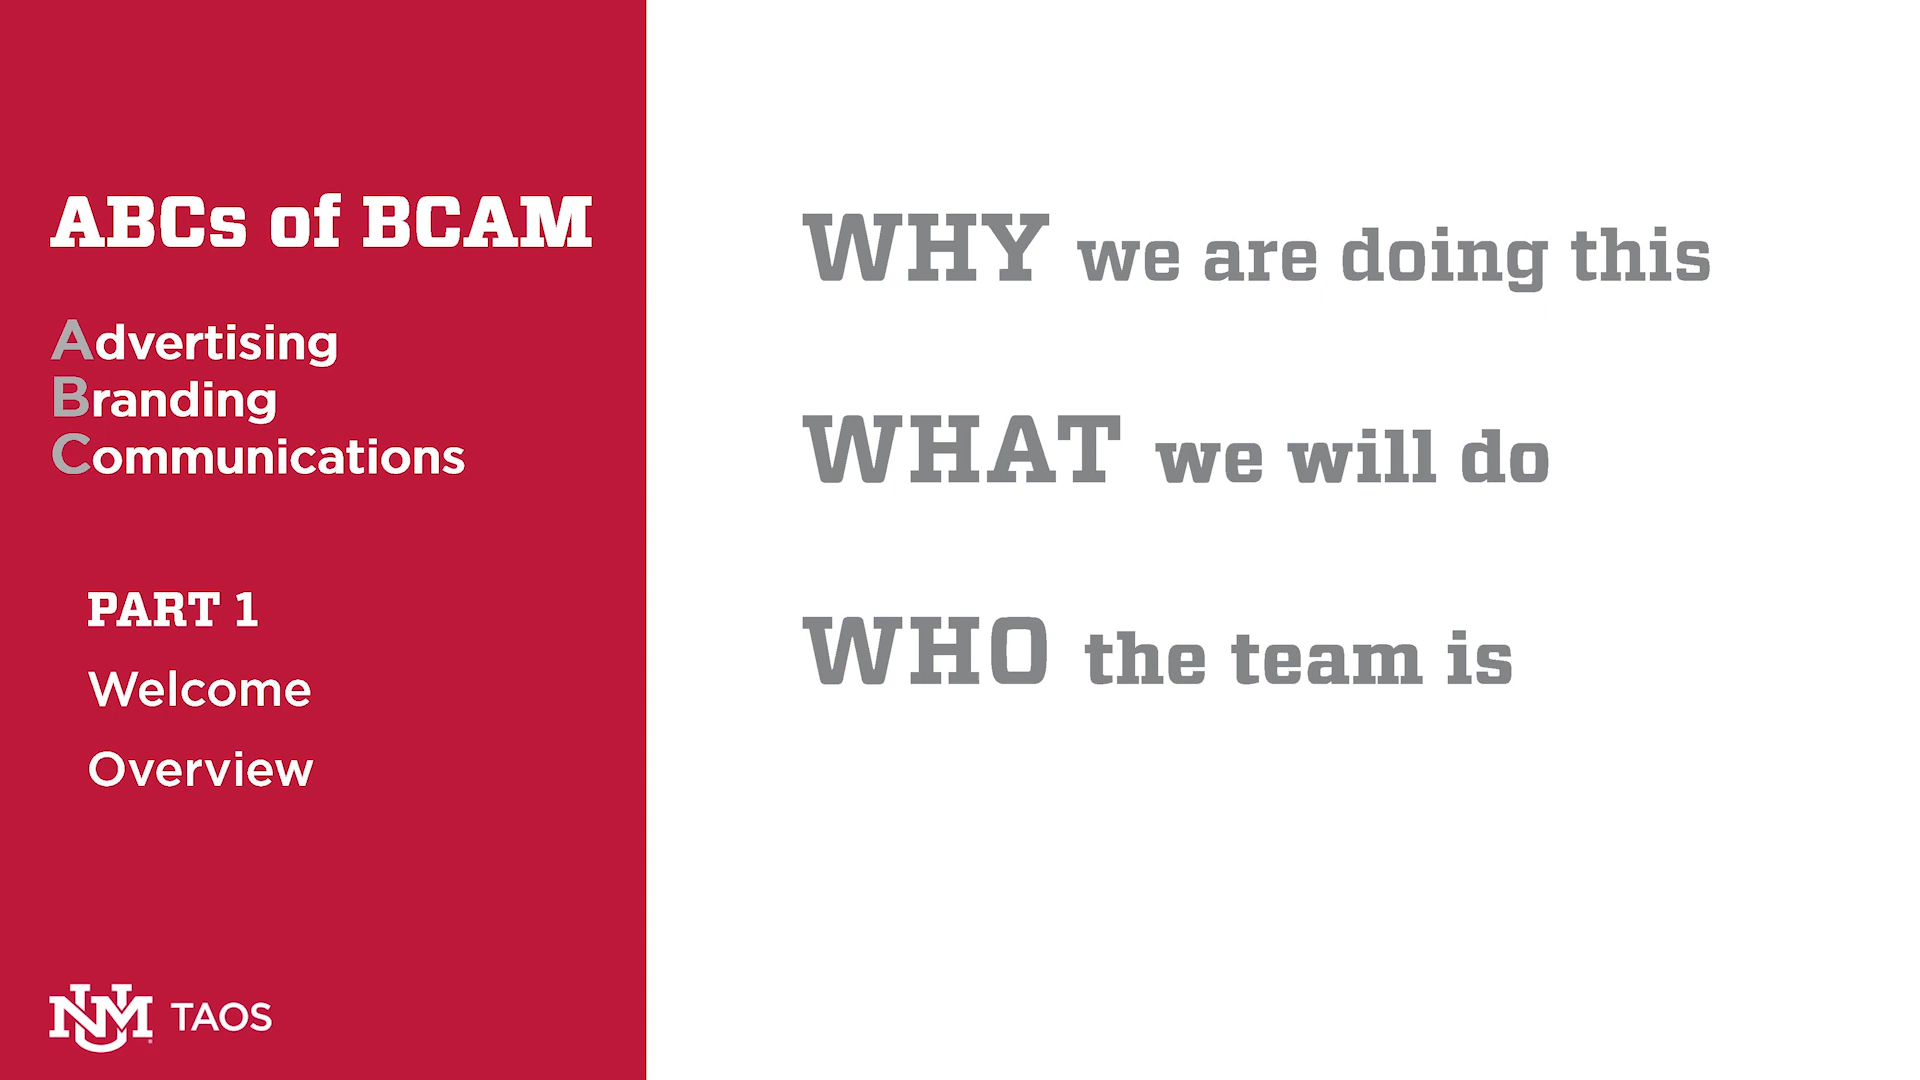 ABCs of BCAM
Advertising
Branding
Communications
PART 1
Welcome
Overview
UNM TAOS
WHY we are doing this
WHAT we will do
WHO the team is